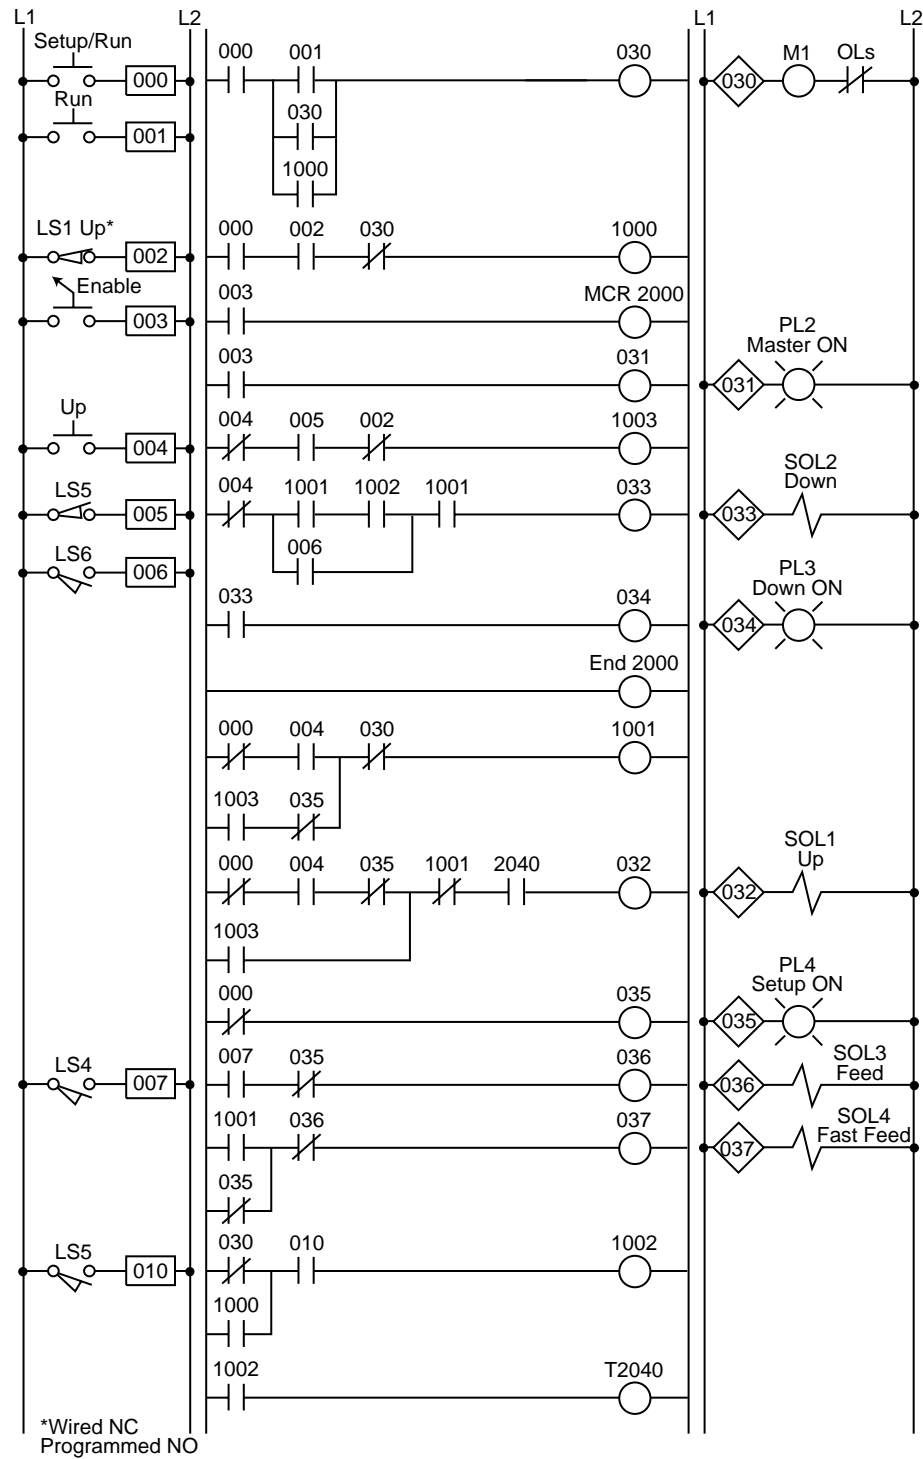 L1 L2 L1 L2
Setup/Run 000 001 030 M1 OLs
000 030
Run 030
001
1000
LS1 Up* 000 002 030 1000
002
Enable 003 MCR 2000
003 PL2
003 031 Master ON
031
Up 004 005 002 1003
004 SOL2
LS5 004 1001 1002 1001 033 Down
005 033
LS6 006 PL3
006 033 034 Down ON
034
End 2000
000 004 030 1001
1003 035
SOL1
000 004 035 1001 2040 032 Up
032
1003
PL4
000 035 Setup ON
035
LS4 007 035 036 SOL3
007 036 Feed
1001 036 037 SOL4
037 Fast Feed
035
LS5 030 010 1002
010
1000
1002 T2040
*Wired NC
Programmed NO